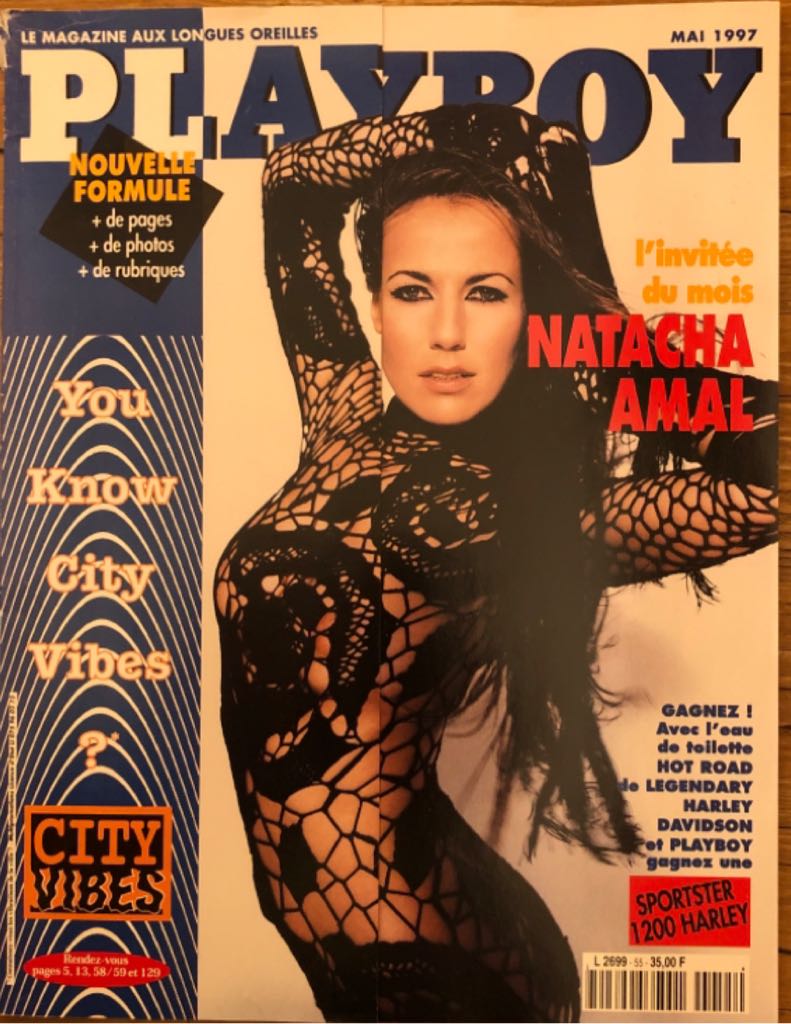 LE MAGAZINE AUX LONGUES OREILLES
MAI 1997
PLAYBOY
NOUVELLE
FORMULE
+ de pages
+ de photos
+ de rubriques
l'invitée
du mois
NATACHA
AMAL
You
Know
City
Vibes
?*
CITY
VIBES
Rendez-vous
pages 5, 13, 58/59 et 129
GAGNEZ !
Avec l'eau
de toilette
HOT ROAD
de LEGENDARY
HARLEY
DAVIDSON
et PLAYBOY
gagnez une
SPORTSTER
1200 HARLEY
L 2699 - 55 - 35,00 F